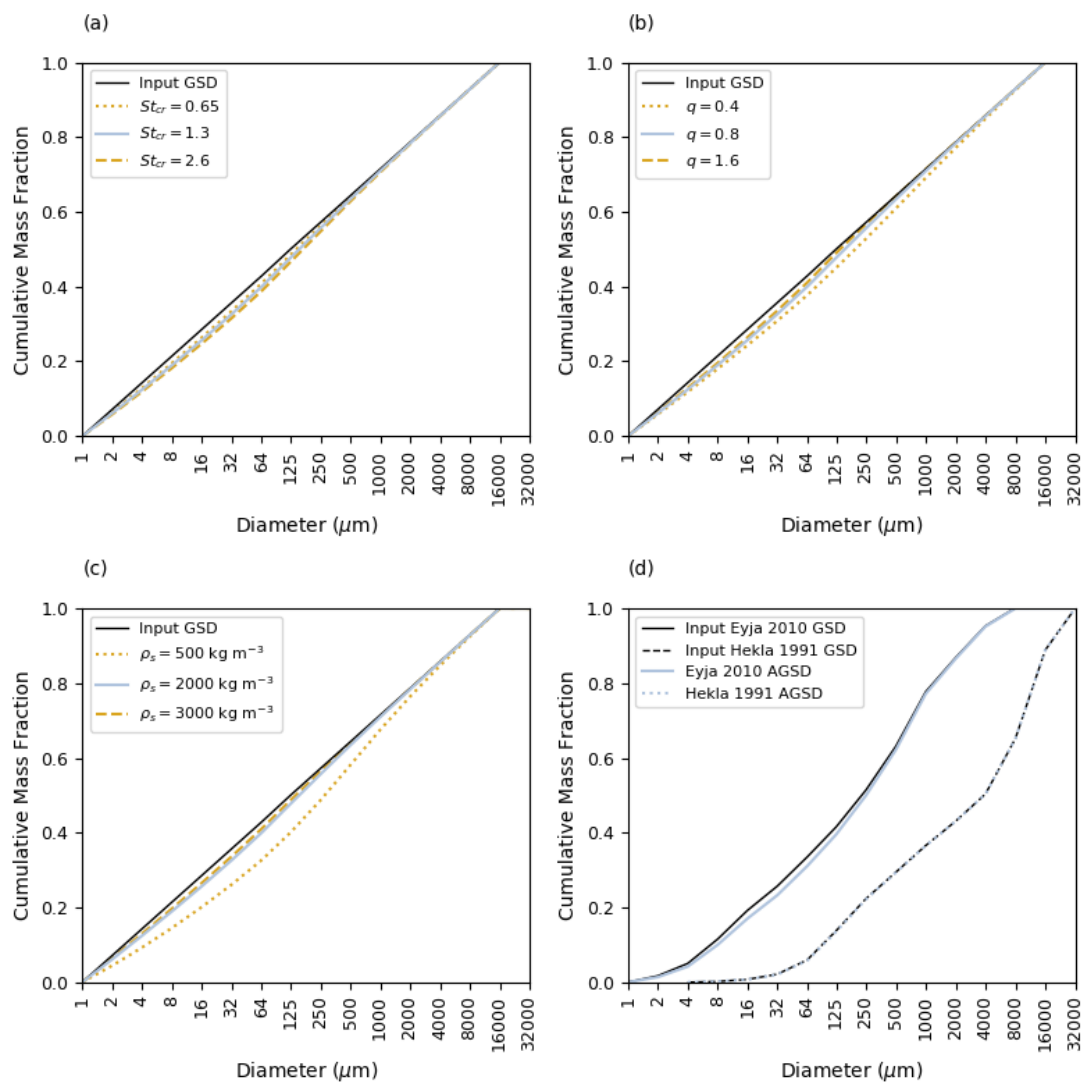 (a)
Cumulative Mass Fraction
1.0
0.8
0.6
0.4
0.2
0.0
Input GSD
St_cr = 0.65
St_cr = 1.3
St_cr = 2.6
1 2 4 8 16 32 64 125 250 500 1000 2000 4000 8000 16000 32000
Diameter (μm)
(b)
Cumulative Mass Fraction
1.0
0.8
0.6
0.4
0.2
0.0
Input GSD
q = 0.4
q = 0.8
q = 1.6
1 2 4 8 16 32 64 125 250 500 1000 2000 4000 8000 16000 32000
Diameter (μm)
(c)
Cumulative Mass Fraction
1.0
0.8
0.6
0.4
0.2
0.0
Input GSD
ρ_s = 500 kg m⁻³
ρ_s = 2000 kg m⁻³
ρ_s = 3000 kg m⁻³
1 2 4 8 16 32 64 125 250 500 1000 2000 4000 8000 16000 32000
Diameter (μm)
(d)
Cumulative Mass Fraction
1.0
0.8
0.6
0.4
0.2
0.0
Input Eyja 2010 GSD
Input Hekla 1991 GSD
Eyja 2010 AGSD
Hekla 1991 AGSD
1 2 4 8 16 32 64 125 250 500 1000 2000 4000 8000 16000 32000
Diameter (μm)